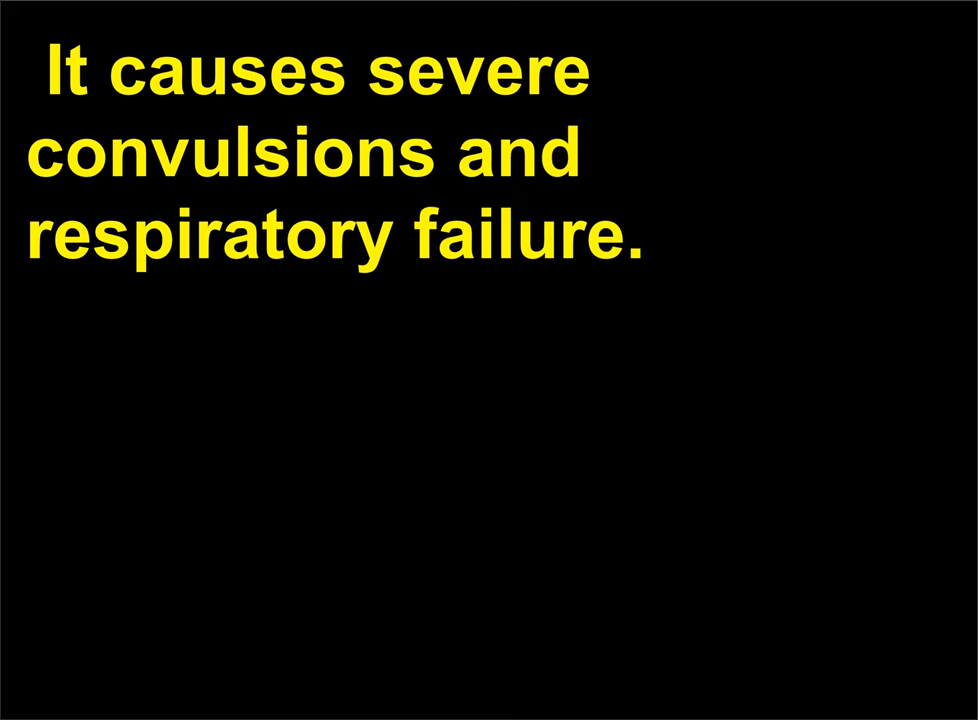 It causes severe
convulsions and
respiratory failure.